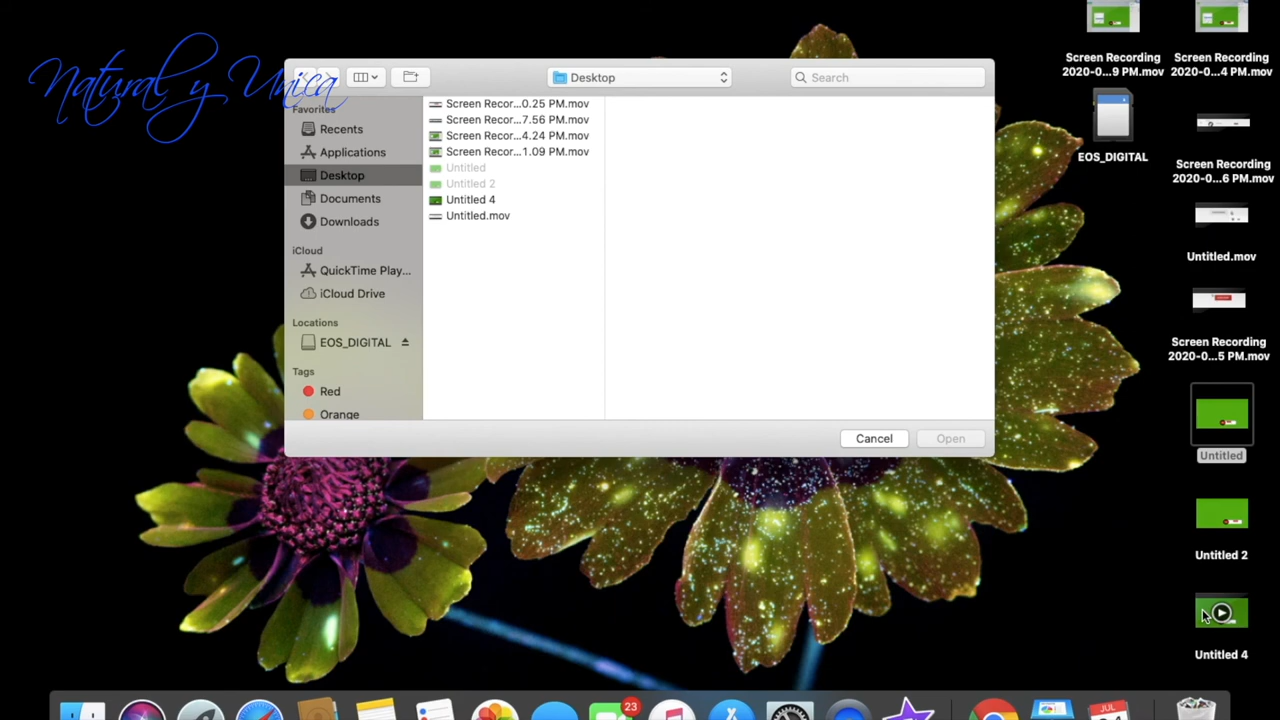 Natural y Unica
Desktop
Search
Favorites
Recents
Applications
Desktop
Documents
Downloads
iCloud
QuickTime Play...
iCloud Drive
Locations
EOS_DIGITAL
Tags
Red
Orange
Screen Recor...0.25 PM.mov
Screen Recor...7.56 PM.mov
Screen Recor...4.24 PM.mov
Screen Recor...1.09 PM.mov
Untitled
Untitled 2
Untitled 4
Untitled.mov
Cancel
Open
Screen Recording
2020-0...9 PM.mov
Screen Recording
2020-0...4 PM.mov
EOS_DIGITAL
Screen Recording
2020-0...6 PM.mov
Untitled.mov
Screen Recording
2020-0...5 PM.mov
Untitled
Untitled 2
Untitled 4
23
JUL